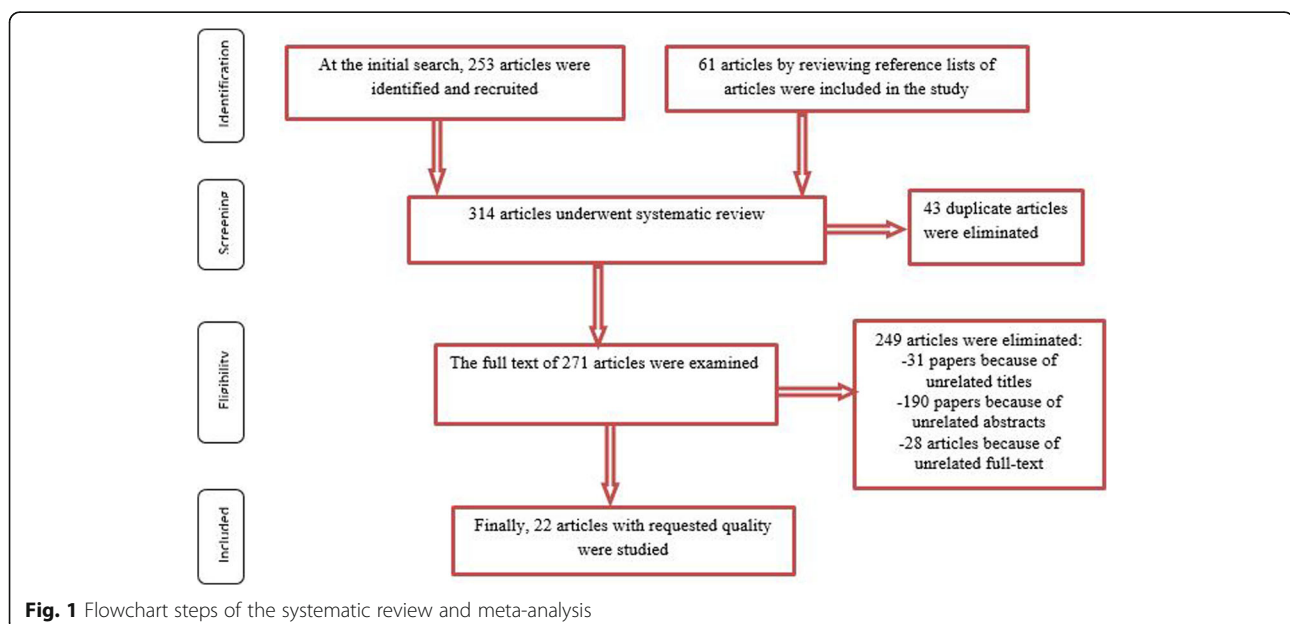 Identification
At the initial search, 253 articles were
identified and recruited
61 articles by reviewing reference lists of
articles were included in the study
Screening
314 articles underwent systematic review
43 duplicate articles
were eliminated
Eligibility
The full text of 271 articles were examined
249 articles were eliminated:
-31 papers because of
unrelated titles
-190 papers because of
unrelated abstracts
-28 articles because of
unrelated full-text
Included
Finally, 22 articles with requested quality
were studied
Fig. 1 Flowchart steps of the systematic review and meta-analysis